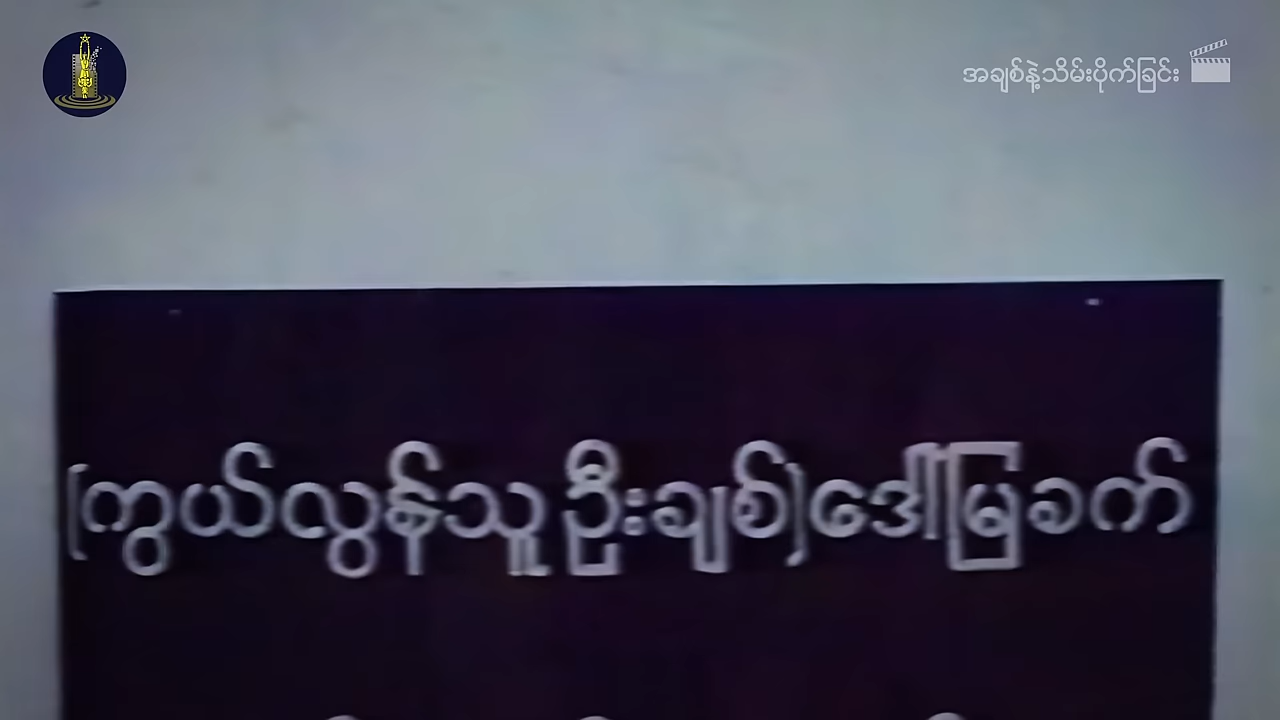 အချစ်နဲ့သိမ်းပိုက်ခြင်း
(ကွယ်လွန်သူ ဦးချစ်) ဒေါ်မြခက်